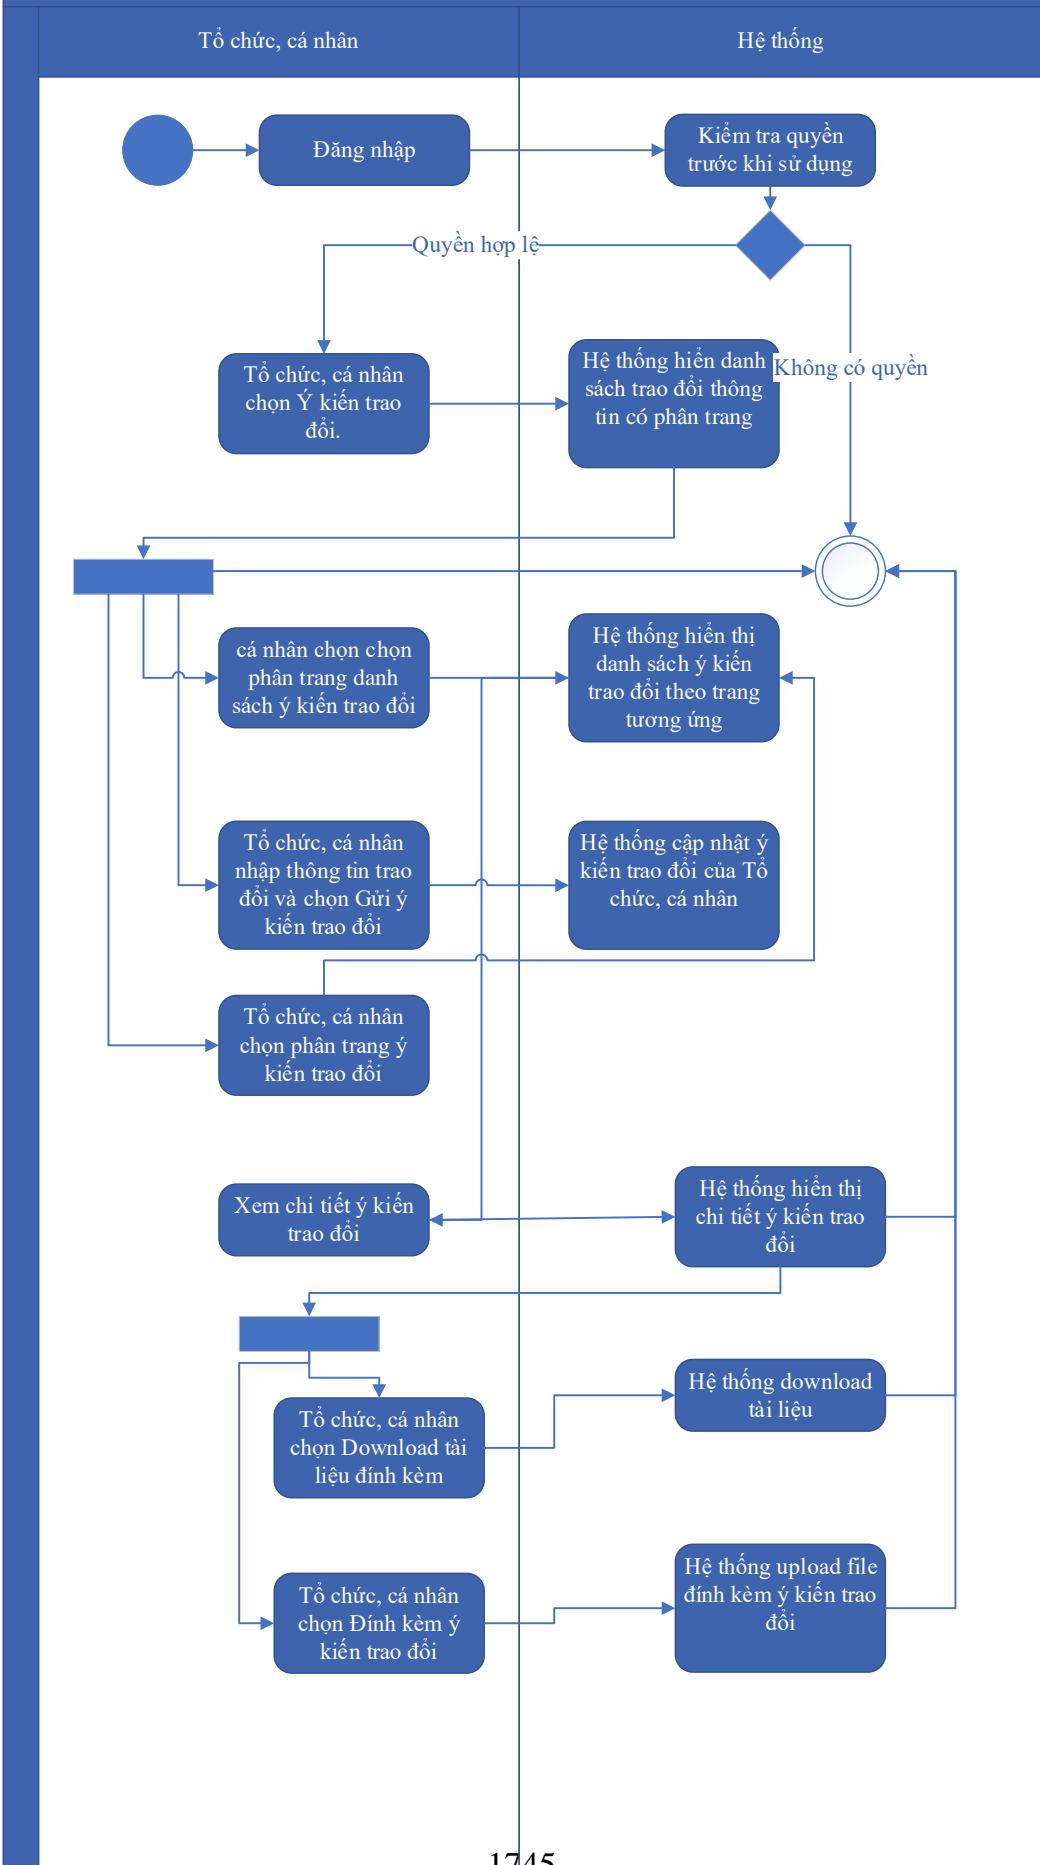 Tổ chức, cá nhân
Hệ thống
Đăng nhập
Kiểm tra quyền
trước khi sử dụng
Quyền hợp lệ
Tổ chức, cá nhân
chọn Ý kiến trao
đổi.
Hệ thống hiển danh
sách trao đổi thông
tin có phân trang
Không có quyền
cá nhân chọn chọn
phân trang danh
sách ý kiến trao đổi
Hệ thống hiển thị
danh sách ý kiến
trao đổi theo trang
tương ứng
Tổ chức, cá nhân
nhập thông tin trao
đổi và chọn Gửi ý
kiến trao đổi
Hệ thống cập nhật ý
kiến trao đổi của Tổ
chức, cá nhân
Tổ chức, cá nhân
chọn phân trang ý
kiến trao đổi
Xem chi tiết ý kiến
trao đổi
Hệ thống hiển thị
chi tiết ý kiến trao
đổi
Tổ chức, cá nhân
chọn Download tài
liệu đính kèm
Hệ thống download
tài liệu
Tổ chức, cá nhân
chọn Đính kèm ý
kiến trao đổi
Hệ thống upload file
đính kèm ý kiến trao
đổi
1745